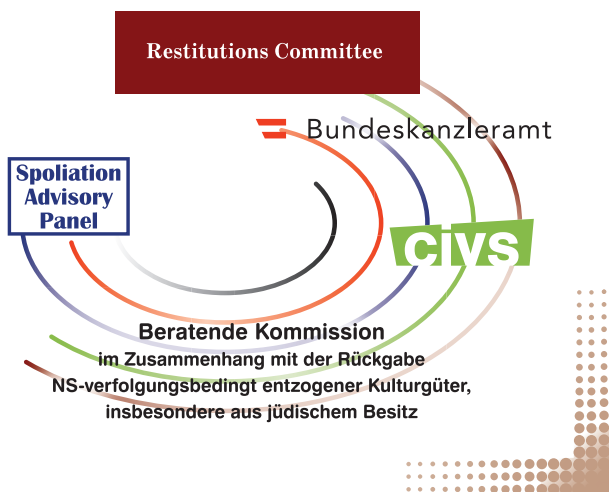 Restitutions Committee
Bundeskanzleramt
Spoliation
Advisory
Panel
civs
Beratende Kommission
im Zusammenhang mit der Rückgabe
NS-verfolgungsbedingt entzogener Kulturgüter,
insbesondere aus jüdischem Besitz